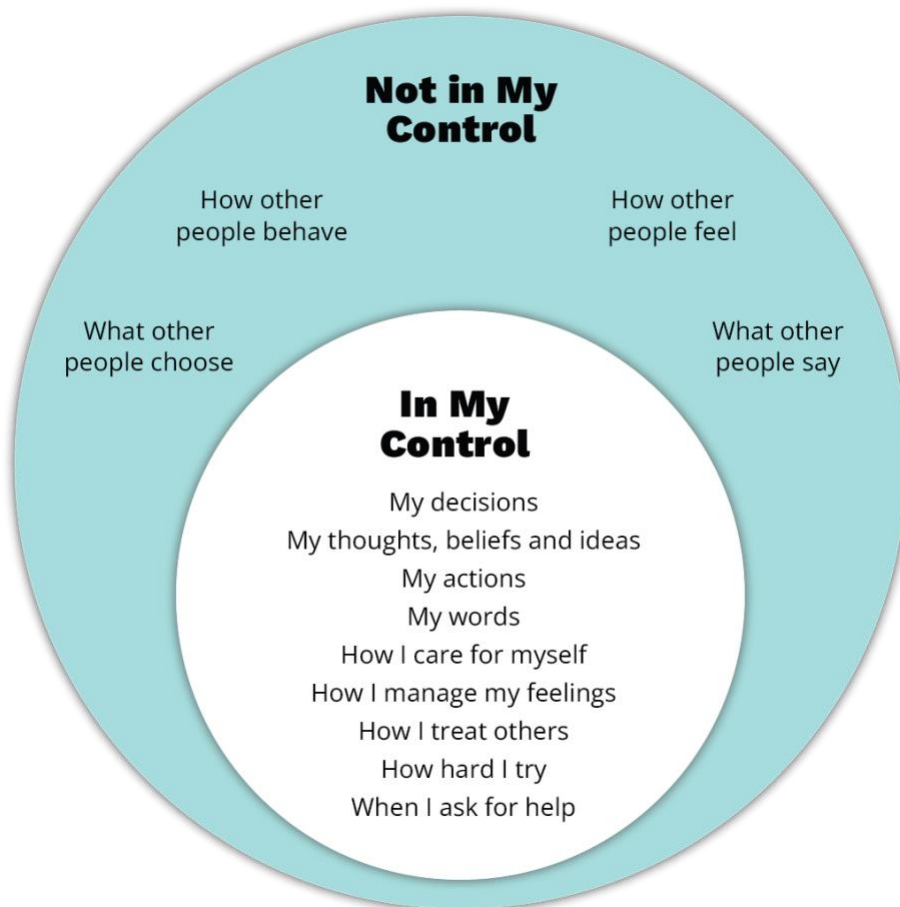 Not in My
Control
How other
people behave
How other
people feel
What other
people choose
What other
people say
In My
Control
My decisions
My thoughts, beliefs and ideas
My actions
My words
How I care for myself
How I manage my feelings
How I treat others
How hard I try
When I ask for help